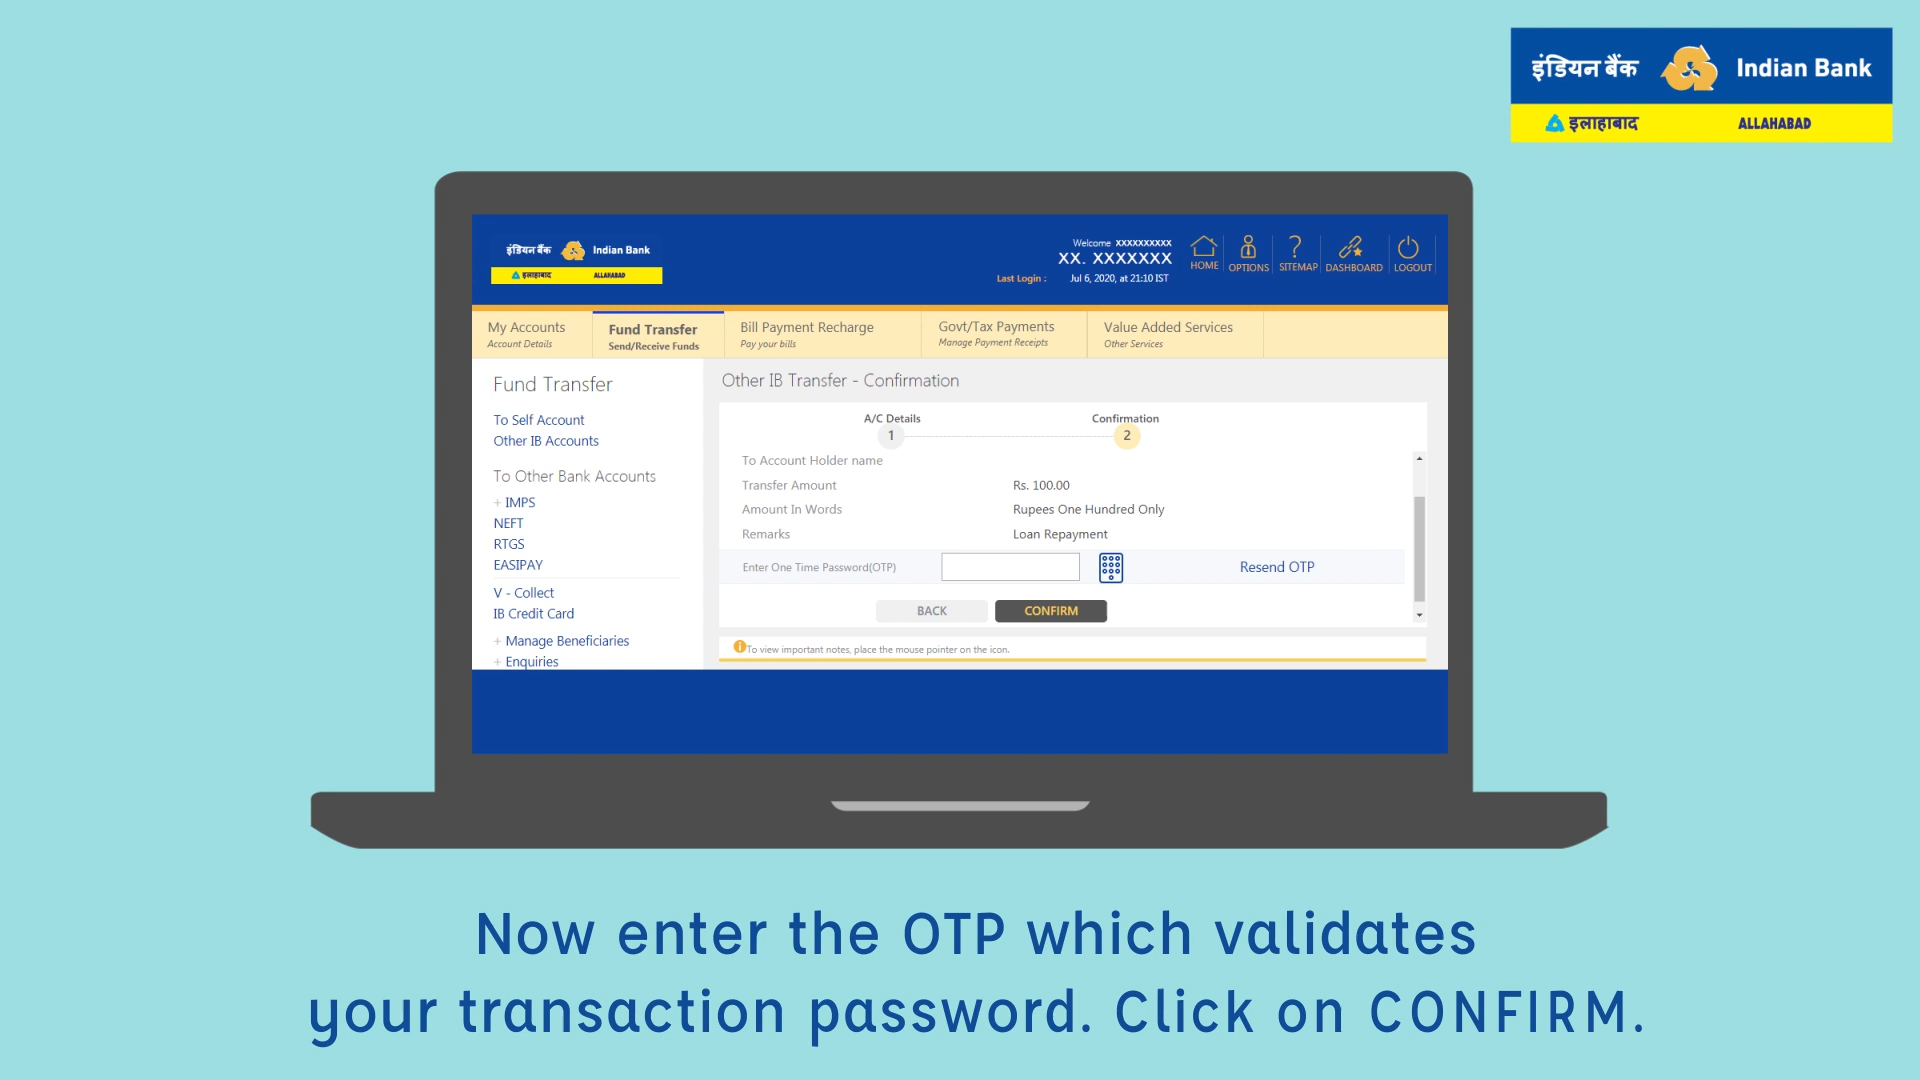 इंडियन बैंक Indian Bank
इलाहाबाद ALLAHABAD
इंडियन बैंक Indian Bank
इलाहाबाद ALLAHABAD
Welcome XXXXXXXXXX
XX. XXXXXXX
Last Login : Jul 6, 2020, at 21:10 IST
HOME OPTIONS SITEMAP DASHBOARD LOGOUT
My Accounts
Account Details
Fund Transfer
Send/Receive Funds
Bill Payment Recharge
Pay your bills
Govt/Tax Payments
Manage Payment Receipts
Value Added Services
Other Services
Fund Transfer
To Self Account
Other IB Accounts
To Other Bank Accounts
+ IMPS
NEFT
RTGS
EASIPAY
V - Collect
IB Credit Card
+ Manage Beneficiaries
+ Enquiries
Other IB Transfer - Confirmation
A/C Details Confirmation
1 2
To Account Holder name
Transfer Amount Rs. 100.00
Amount In Words Rupees One Hundred Only
Remarks Loan Repayment
Enter One Time Password(OTP) Resend OTP
BACK CONFIRM
To view important notes, place the mouse pointer on the icon.
Now enter the OTP which validates
your transaction password. Click on CONFIRM.